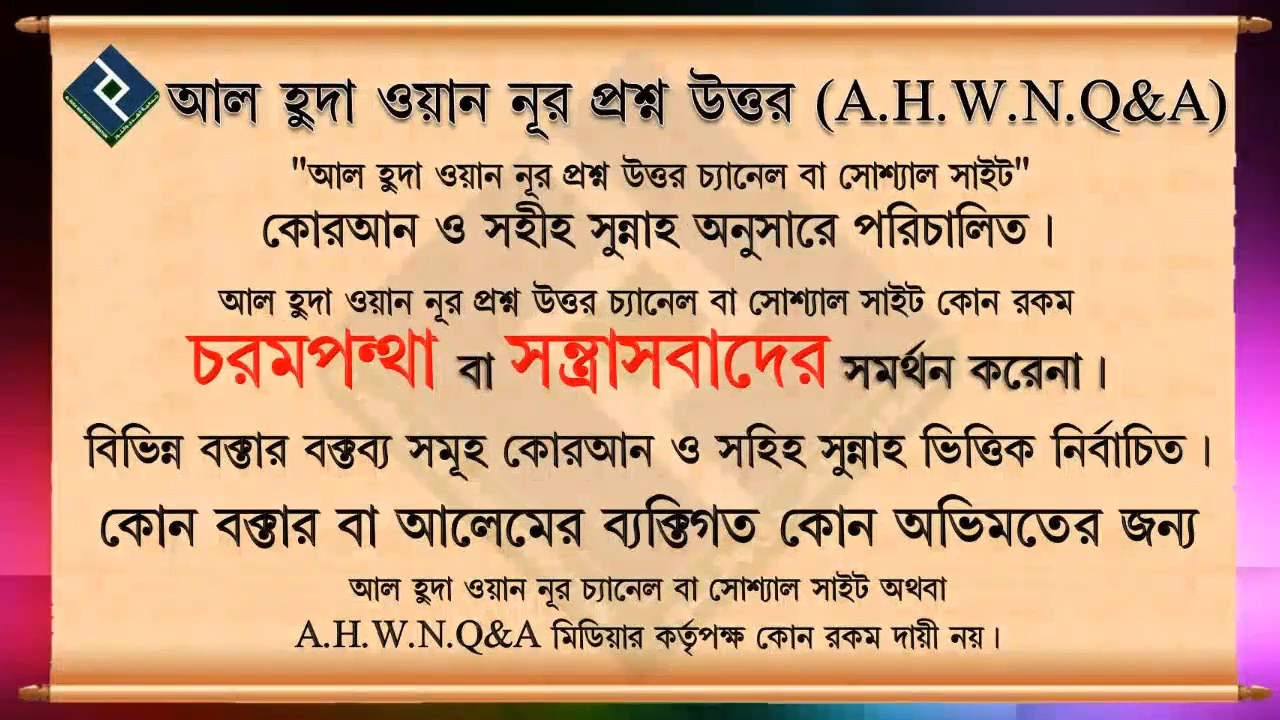 আল হুদা ওয়ান নূর প্রশ্ন উত্তর (A.H.W.N.Q&A)
"আল হুদা ওয়ান নূর প্রশ্ন উত্তর চ্যানেল বা সোশ্যাল সাইট"
কোরআন ও সহীহ সুন্নাহ অনুসারে পরিচালিত।
আল হুদা ওয়ান নূর প্রশ্ন উত্তর চ্যানেল বা সোশ্যাল সাইট কোন রকম
চরমপন্থা বা সন্ত্রাসবাদের সমর্থন করেনা।
বিভিন্ন বক্তার বক্তব্য সমূহ কোরআন ও সহিহ সুন্নাহ ভিত্তিক নির্বাচিত।
কোন বক্তার বা আলেমের ব্যক্তিগত কোন অভিমতের জন্য
আল হুদা ওয়ান নূর চ্যানেল বা সোশ্যাল সাইট অথবা
A.H.W.N.Q&A মিডিয়ার কর্তৃপক্ষ কোন রকম দায়ী নয়।